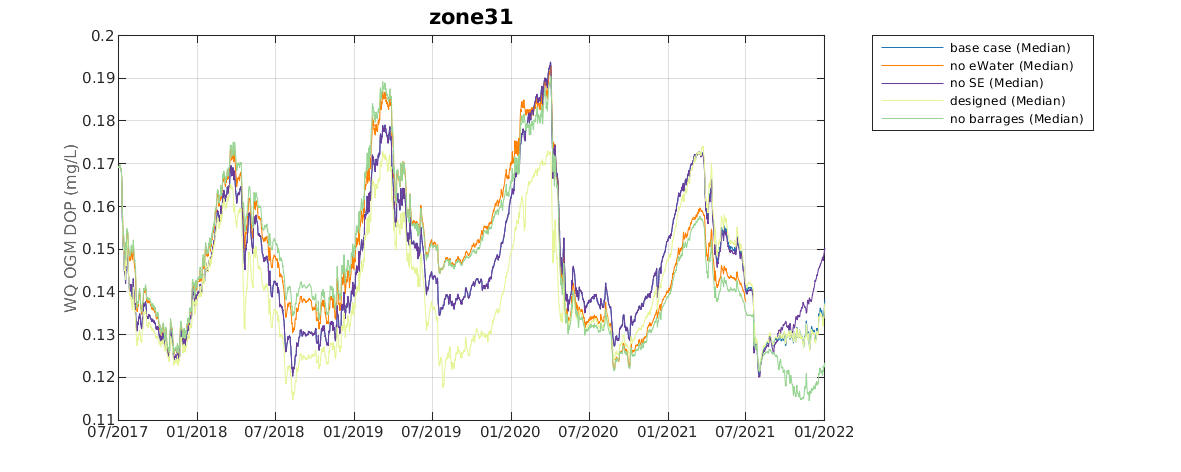 zone31
0.2
0.19
0.18
0.17
0.16
0.15
0.14
0.13
0.12
0.11
WQ OGM DOP (mg/L)
07/2017 01/2018 07/2018 01/2019 07/2019 01/2020 07/2020 01/2021 07/2021 01/2022
base case (Median)
no eWater (Median)
no SE (Median)
designed (Median)
no barrages (Median)